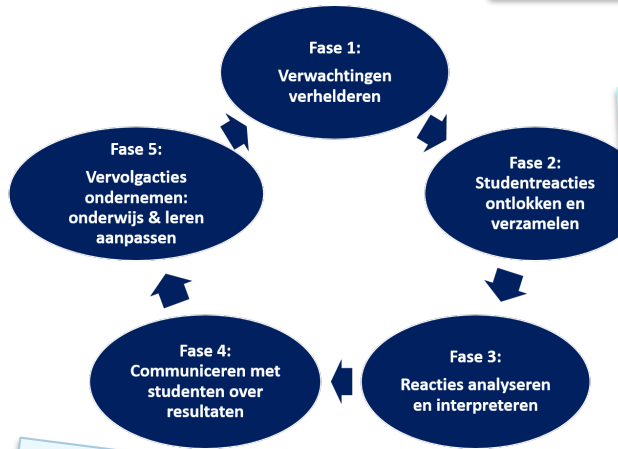 Fase 1:
Verwachtingen
verhelderen
Fase 2:
Studentreacties
ontlokken en
verzamelen
Fase 3:
Reacties analyseren
en interpreteren
Fase 4:
Communiceren met
studenten over
resultaten
Fase 5:
Vervolgacties
ondernemen:
onderwijs & leren
aanpassen